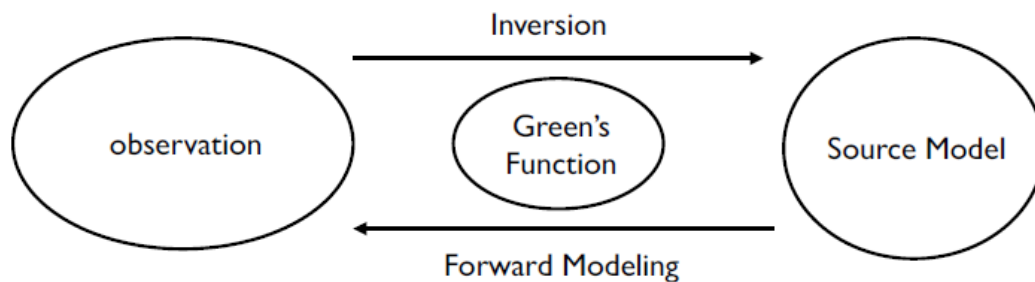 Inversion
observation
Green's
Function
Source Model
Forward Modeling